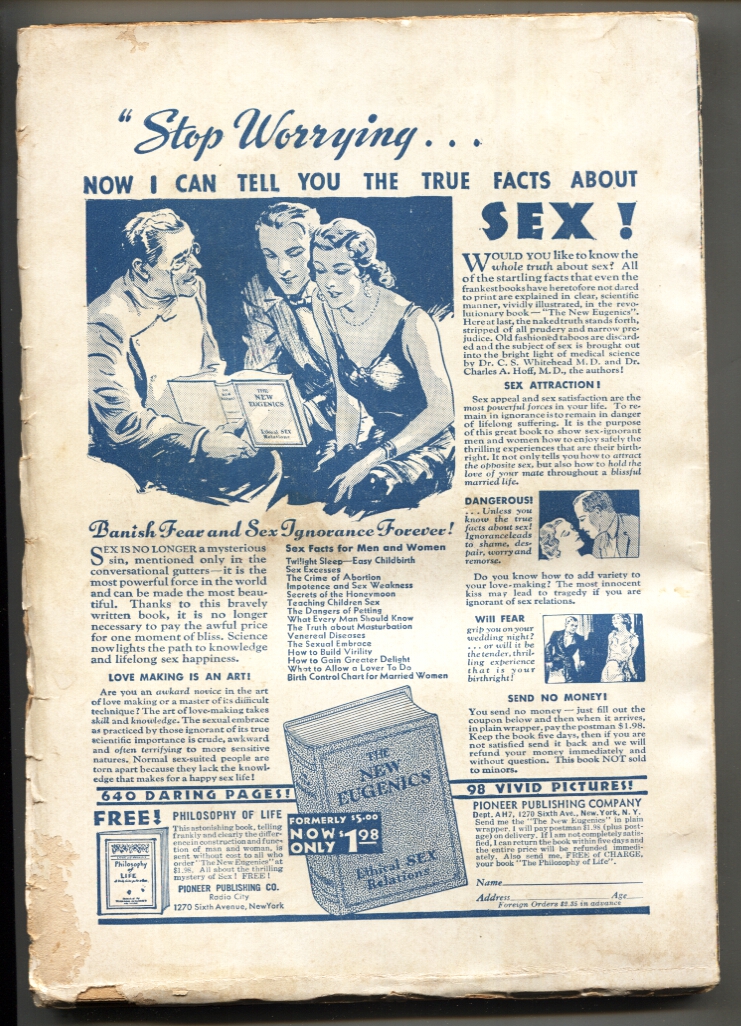 "Stop Worrying...
NOW I CAN TELL YOU THE TRUE FACTS ABOUT
SEX!
THE
NEW
EUGENICS
Ethical SEX
Relations
WOULD YOU like to know the
whole truth about sex? All
of the startling facts that even the
frankest books have heretofore not dared
to print are explained in clear, scientific
manner, vividly illustrated, in the revo-
lutionary book — "The New Eugenics".
Here at last, the naked truth stands forth,
stripped of all prudery and narrow pre-
judice. Old fashioned taboos are discard-
ed and the subject of sex is brought out
into the bright light of medical science
by Dr. C. S. Whitehead M. D. and Dr.
Charles A. Hoff, M. D., the authors!
SEX ATTRACTION!
Sex appeal and sex satisfaction are the
most powerful forces in your life. To re-
main in ignorance is to remain in danger
of lifelong suffering. It is the purpose
of this great book to show sex-ignorant
men and women how to enjoy safely the
thrilling experiences that are their birth-
right. It not only tells you how to attract
the opposite sex, but also how to hold the
love of your mate throughout a blissful
married life.
DANGEROUS!
...Unless you
know the true
facts about sex!
Ignorance leads
to shame, des-
pair, worry and
remorse.
Do you know how to add variety to
your love-making? The most innocent
kiss may lead to tragedy if you are
ignorant of sex relations.
Will FEAR
grip you on your
wedding night?
... or will it be
the tender, thril-
ling experience
that is your
birthright!
SEND NO MONEY!
You send no money — just fill out the
coupon below and then when it arrives,
in plain wrapper, pay the postman $1.98.
Keep the book five days, then if you are
not satisfied send it back and we will
refund your money immediately and
without question. This book NOT sold
to minors.
Banish Fear and Sex Ignorance Forever!
SEX IS NO LONGER a mysterious
sin, mentioned only in the
conversational gutters—it is the
most powerful force in the world
and can be made the most beau-
tiful. Thanks to this bravely
written book, it is no longer
necessary to pay the awful price
for one moment of bliss. Science
now lights the path to knowledge
and lifelong sex happiness.
LOVE MAKING IS AN ART!
Are you an awkard novice in the art
of love making or a master of its difficult
technique? The art of love-making takes
skill and knowledge. The sexual embrace
as practiced by those ignorant of its true
scientific importance is crude, awkward
and often terrifying to more sensitive
natures. Normal sex-suited people are
torn apart because they lack the knowl-
edge that makes for a happy sex life!
Sex Facts for Men and Women
Twilight Sleep—Easy Childbirth
Sex Excesses
The Crime of Abortion
Impotence and Sex Weakness
Secrets of the Honeymoon
Teaching Children Sex
The Dangers of Petting
What Every Man Should Know
The Truth about Masturbation
Venereal Diseases
The Sexual Embrace
How to Build Virility
How to Gain Greater Delight
What to Allow a Lover To Do
Birth Control Chart for Married Women
640 DARING PAGES!
98 VIVID PICTURES!
THE
NEW
EUGENICS
Ethical SEX
Relations
FORMERLY $5.00
NOW
ONLY $1.98
FREE!
Philosophy
of
LIFE
PHILOSOPHY OF LIFE
This astonishing book, telling
frankly and clearly the differ-
ence in construction and func-
tion of man and woman, is
sent without cost to all who
order "The New Eugenics" at
$1.98. All about the thrilling
mystery of Sex! FREE!
PIONEER PUBLISHING CO.
Radio City
1270 Sixth Avenue, NewYork
PIONEER PUBLISHING COMPANY
Dept. AH7, 1270 Sixth Ave., New York, N. Y.
Send me the "The New Eugenics" in plain
wrapper. I will pay postman $1.98 (plus post-
age) on delivery. If I am not completely satis-
fied, I can return the book within five days and
the entire price will be refunded immedi-
ately. Also send me, FREE of CHARGE,
your book "The Philosophy of Life".
Name
Address Age
Foreign Orders $2.35 in advance